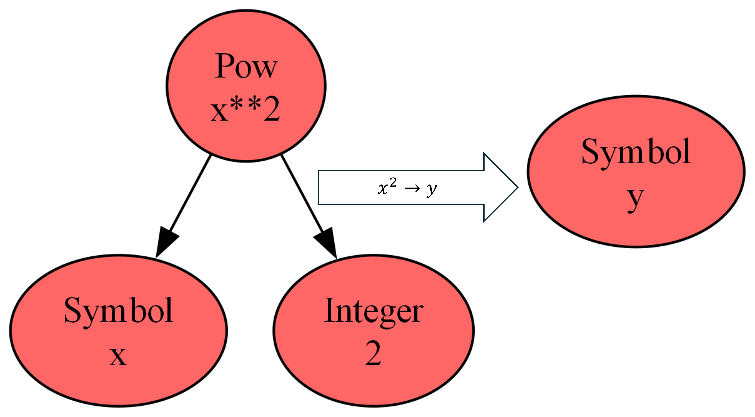 Pow
x**2
Symbol
y
x² → y
Symbol
x
Integer
2